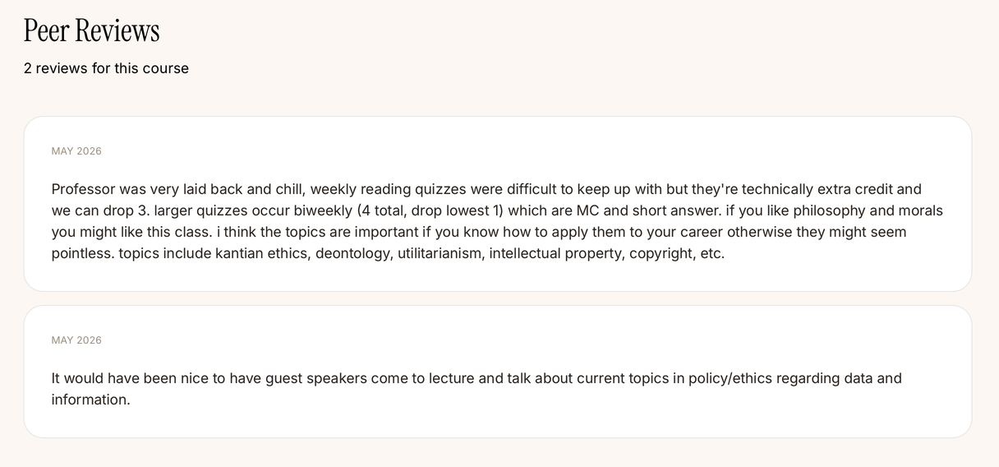 Peer Reviews
2 reviews for this course
MAY 2026
Professor was very laid back and chill, weekly reading quizzes were difficult to keep up with but they're technically extra credit and
we can drop 3. larger quizzes occur biweekly (4 total, drop lowest 1) which are MC and short answer. if you like philosophy and morals
you might like this class. i think the topics are important if you know how to apply them to your career otherwise they might seem
pointless. topics include kantian ethics, deontology, utilitarianism, intellectual property, copyright, etc.
MAY 2026
It would have been nice to have guest speakers come to lecture and talk about current topics in policy/ethics regarding data and
information.